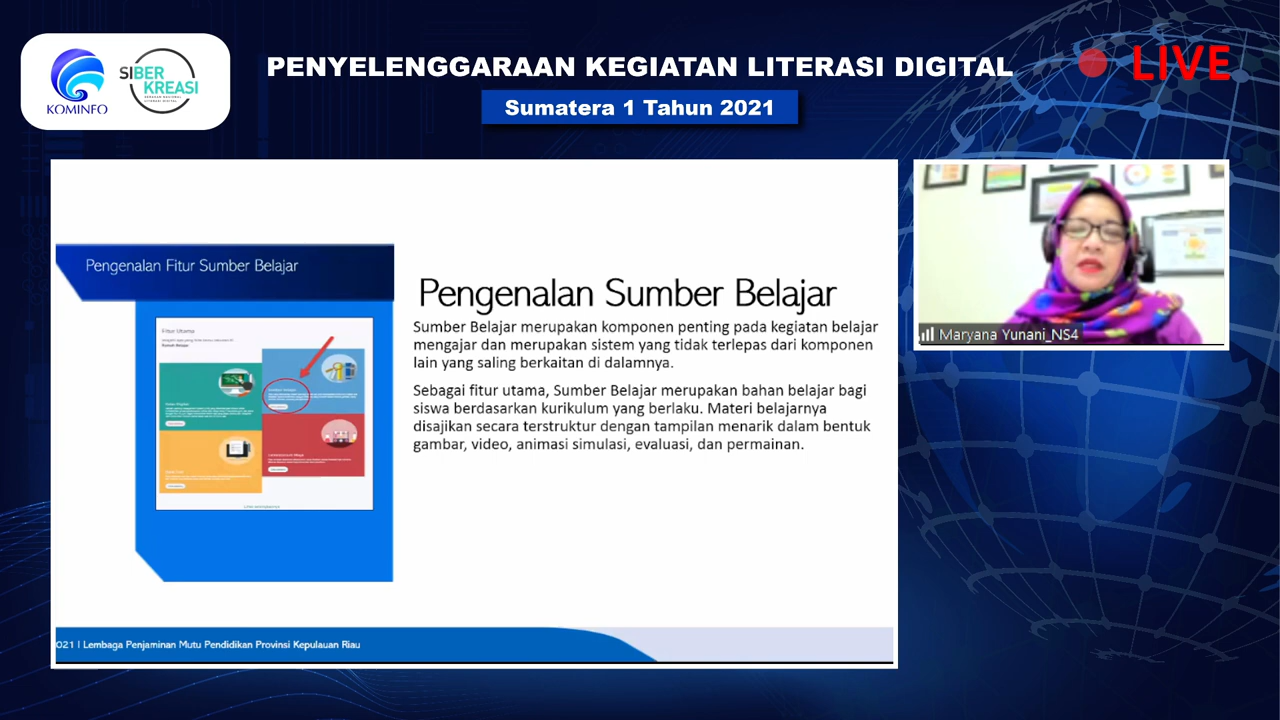 KOMINFO
SIBER
KREASI
PENYELENGGARAAN KEGIATAN LITERASI DIGITAL
Sumatera 1 Tahun 2021
LIVE
Pengenalan Fitur Sumber Belajar
Fitur Utama
Pengenalan Sumber Belajar
Sumber Belajar merupakan komponen penting pada kegiatan belajar
mengajar dan merupakan sistem yang tidak terlepas dari komponen
lain yang saling berkaitan di dalamnya.
Sebagai fitur utama, Sumber Belajar merupakan bahan belajar bagi
siswa berdasarkan kurikulum yang berlaku. Materi belajarnya
disajikan secara terstruktur dengan tampilan menarik dalam bentuk
gambar, video, animasi simulasi, evaluasi, dan permainan.
021 | Lembaga Penjaminan Mutu Pendidikan Provinsi Kepulauan Riau
Maryana Yunani_NS4